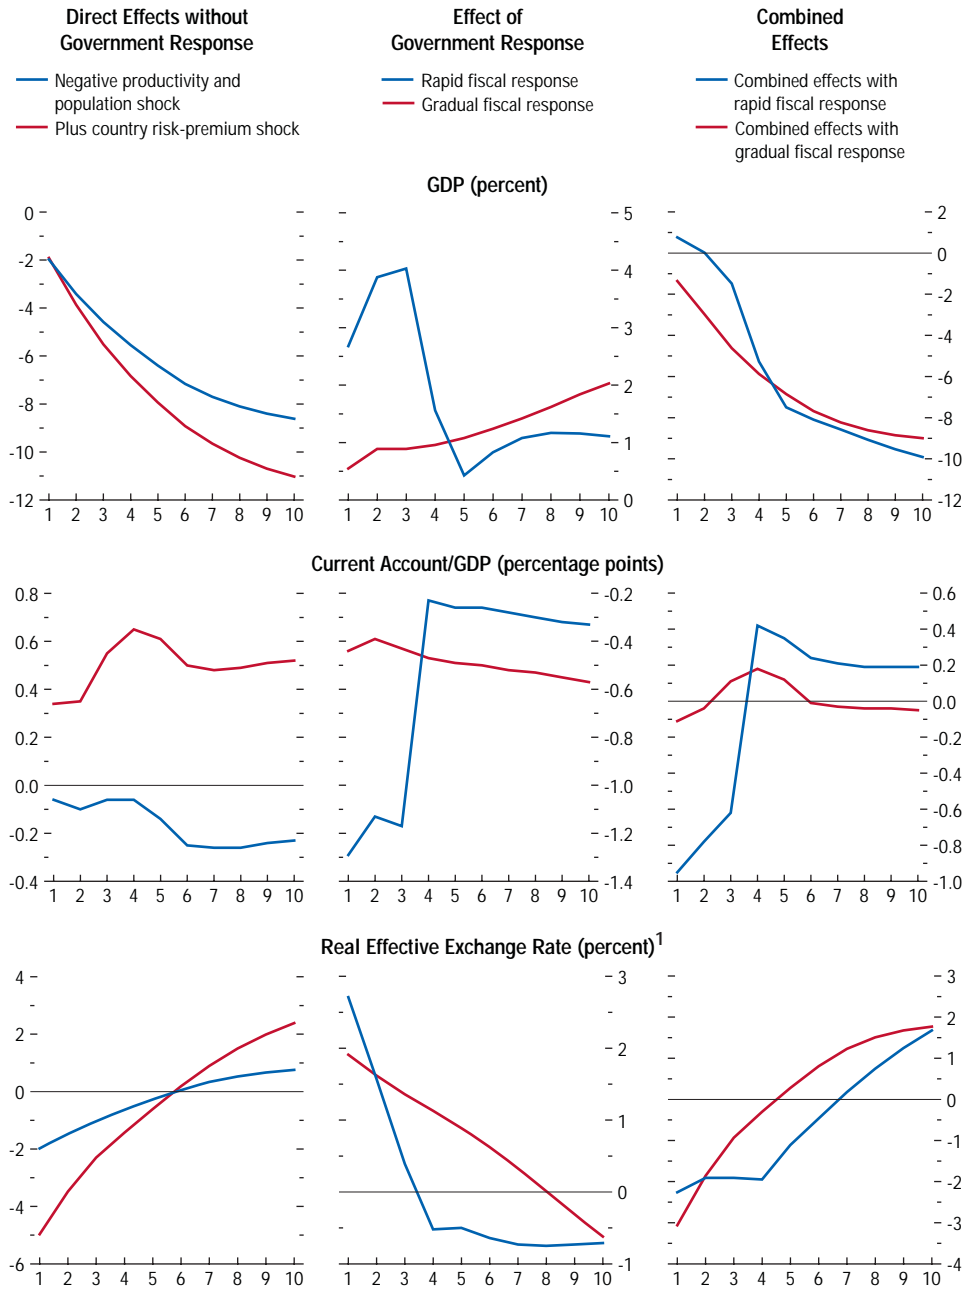 Direct Effects without
Government Response
Negative productivity and
population shock
Plus country risk-premium shock
Effect of
Government Response
Rapid fiscal response
Gradual fiscal response
Combined
Effects
Combined effects with
rapid fiscal response
Combined effects with
gradual fiscal response
GDP (percent)
0
-2
-4
-6
-8
-10
-12
1 2 3 4 5 6 7 8 9 10
5
4
3
2
1
0
1 2 3 4 5 6 7 8 9 10
2
0
-2
-4
-6
-8
-10
-12
1 2 3 4 5 6 7 8 9 10
Current Account/GDP (percentage points)
0.8
0.6
0.4
0.2
0.0
-0.2
-0.4
1 2 3 4 5 6 7 8 9 10
-0.2
-0.4
-0.6
-0.8
-1.0
-1.2
-1.4
1 2 3 4 5 6 7 8 9 10
0.6
0.4
0.2
0.0
-0.2
-0.4
-0.6
-0.8
-1.0
1 2 3 4 5 6 7 8 9 10
Real Effective Exchange Rate (percent)1
4
2
0
-2
-4
-6
1 2 3 4 5 6 7 8 9 10
3
2
1
0
-1
1 2 3 4 5 6 7 8 9 10
3
2
1
0
-1
-2
-3
-4
1 2 3 4 5 6 7 8 9 10